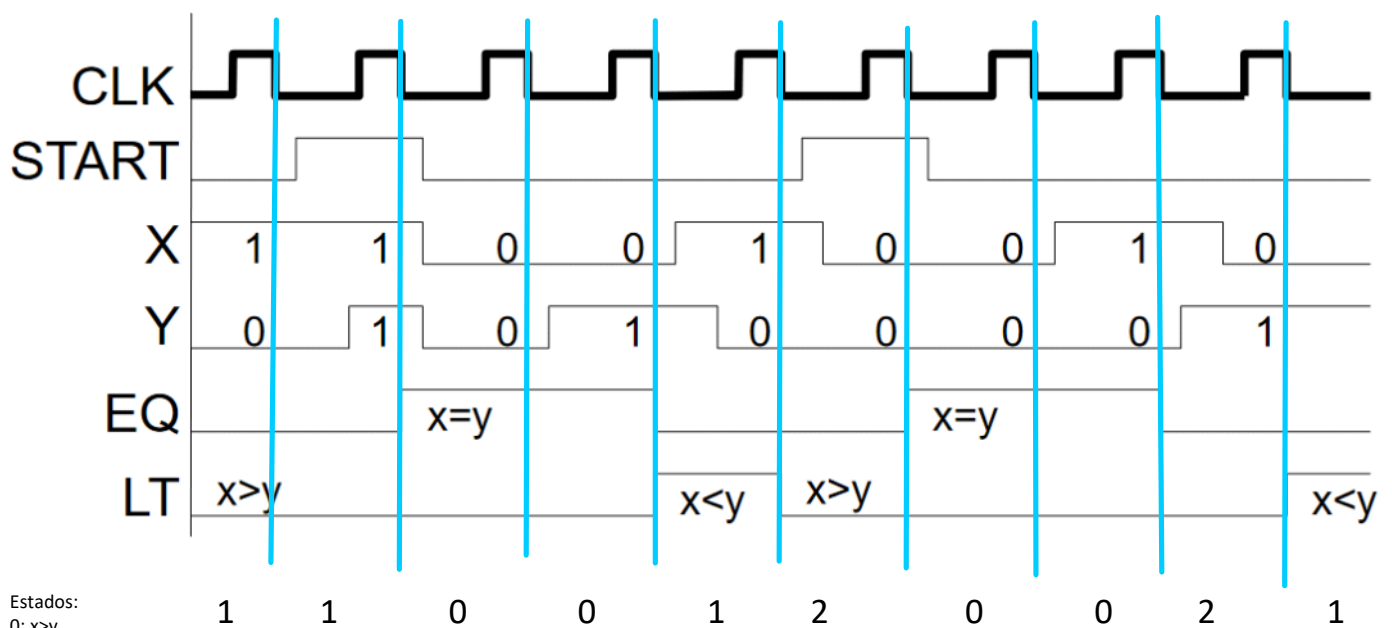 CLK
START
X 1 1 0 0 1 0 0 1 0
Y 0 1 0 1 0 0 0 0 1
EQ x=y x=y
LT x>y x<y x>y x<y
Estados: 1 1 0 0 1 2 0 0 2 1
0: x>y